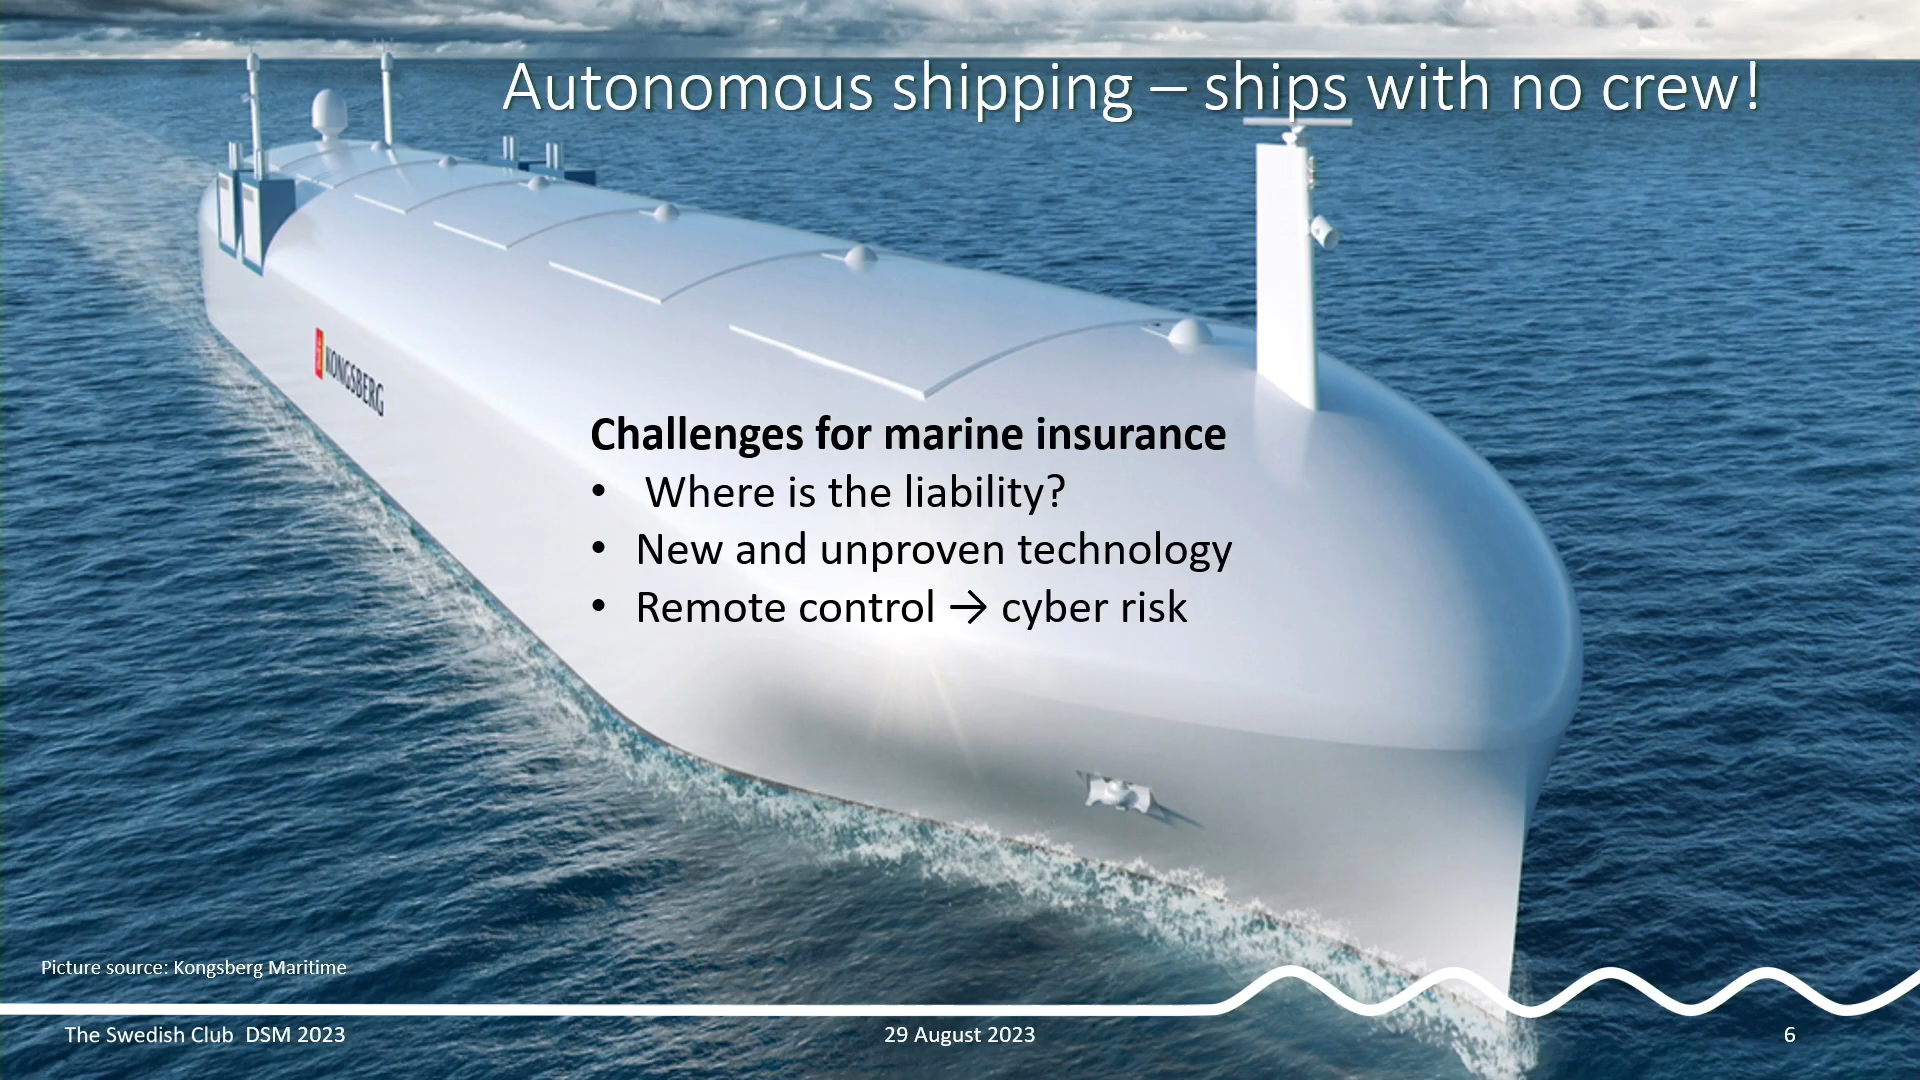 Autonomous shipping – ships with no crew!
KONGSBERG
Challenges for marine insurance
• Where is the liability?
• New and unproven technology
• Remote control → cyber risk
Picture source: Kongsberg Maritime
The Swedish Club DSM 2023
29 August 2023
6